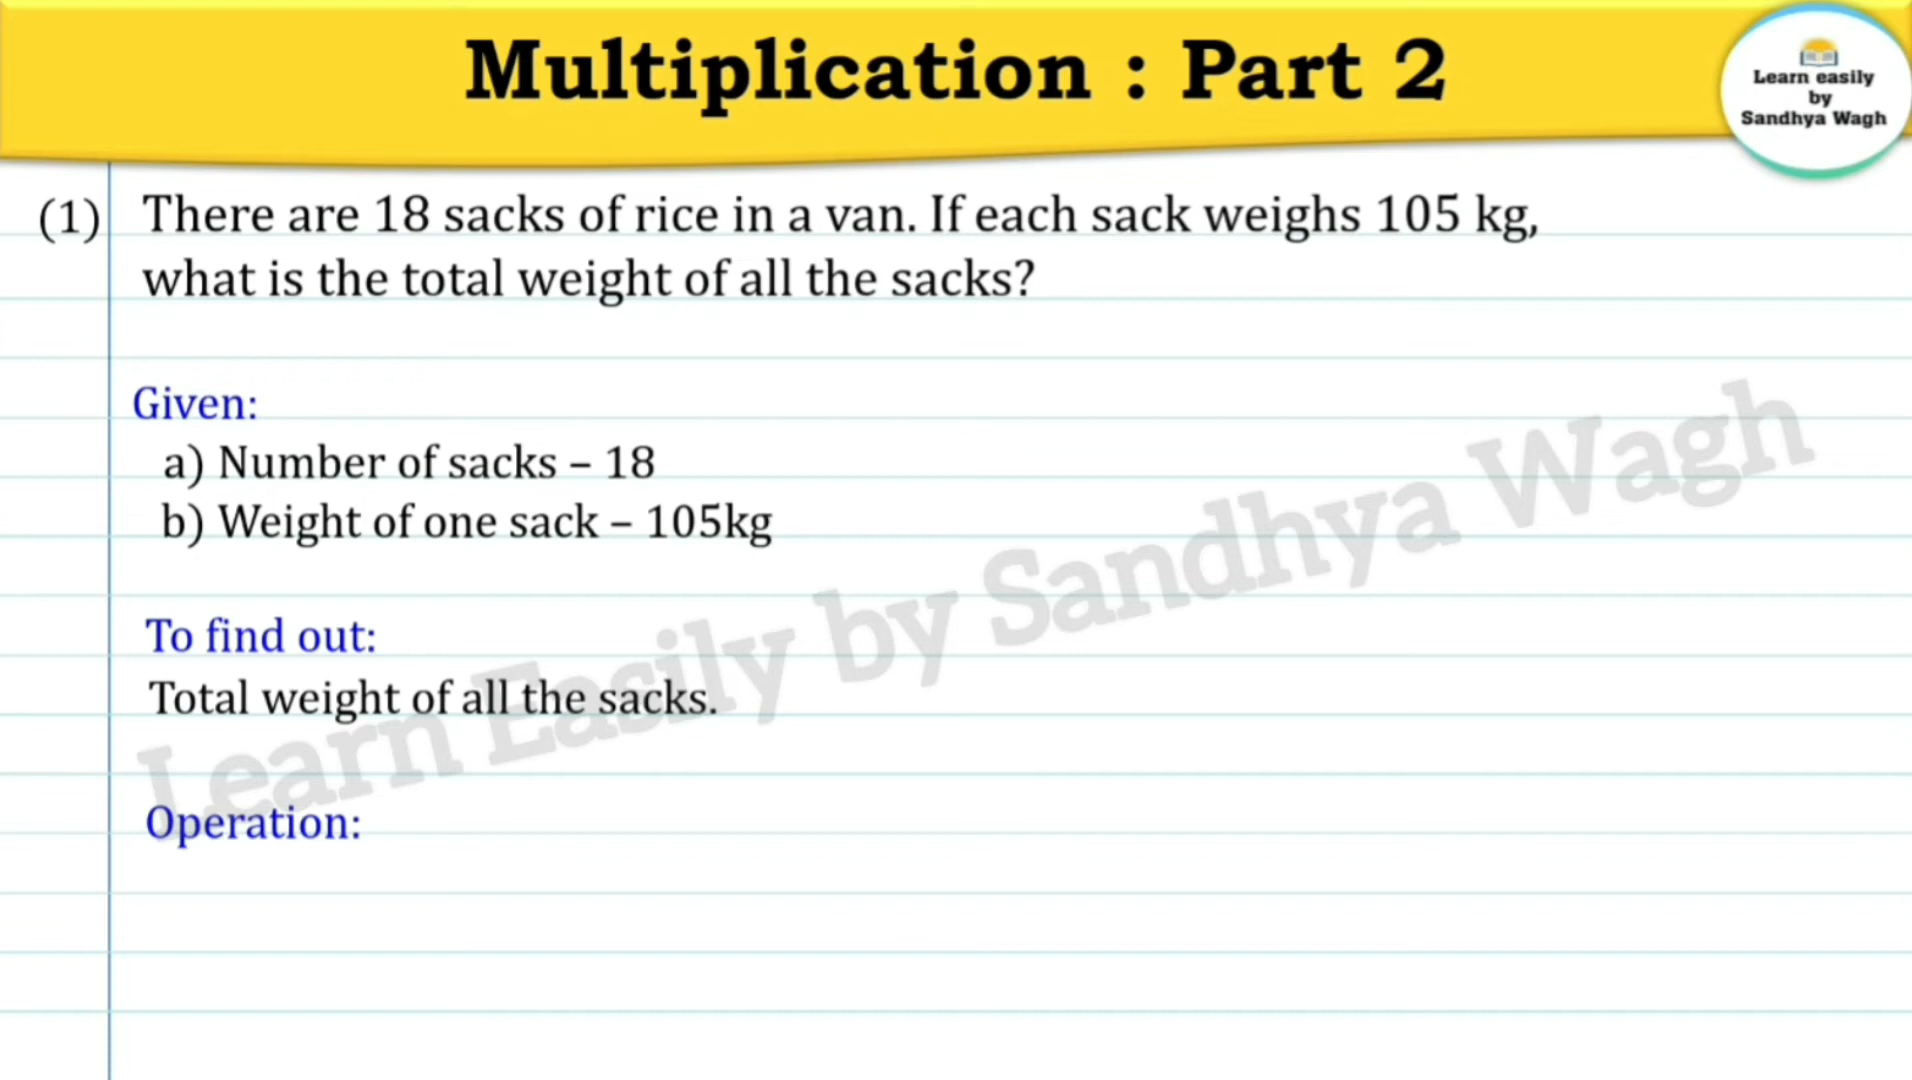 Multiplication : Part 2
Learn easily
by
Sandhya Wagh
(1) There are 18 sacks of rice in a van. If each sack weighs 105 kg,
what is the total weight of all the sacks?
Given:
a) Number of sacks – 18
b) Weight of one sack – 105kg
To find out:
Total weight of all the sacks.
Operation:
Learn Easily by Sandhya Wagh